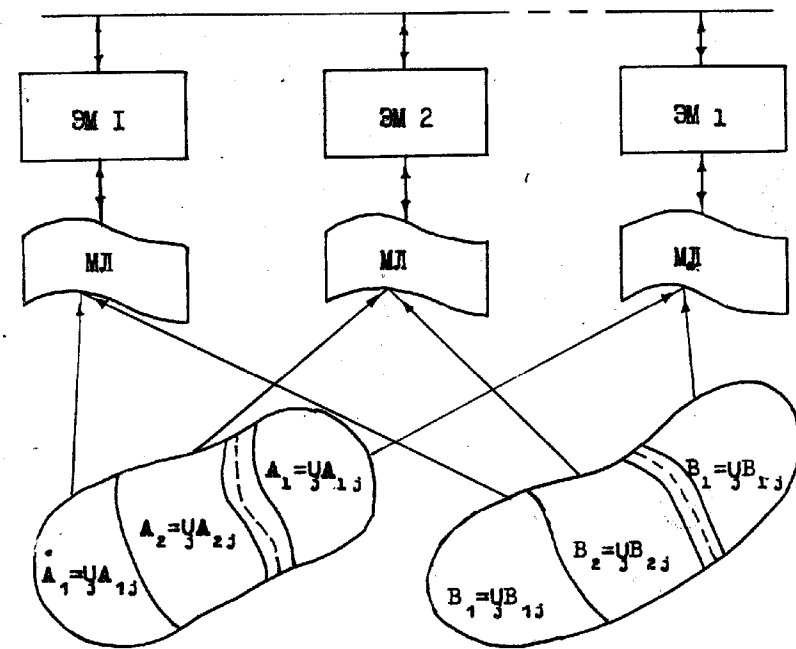 ЭМ I
ЭМ 2
ЭМ l
МЛ
МЛ
МЛ
A₁=⋃ⱼA₁ⱼ
A₂=⋃ⱼA₂ⱼ
Aₗ=⋃ⱼAₗⱼ
B₁=⋃ⱼB₁ⱼ
B₂=⋃ⱼB₂ⱼ
Bₗ=⋃ⱼBₗⱼ